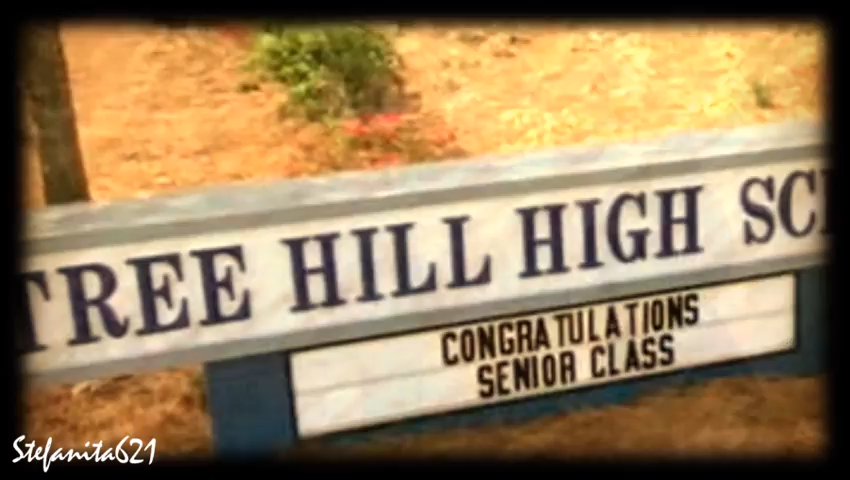 TREE HILL HIGH SC
CONGRATULATIONS
SENIOR CLASS
Stefanita621